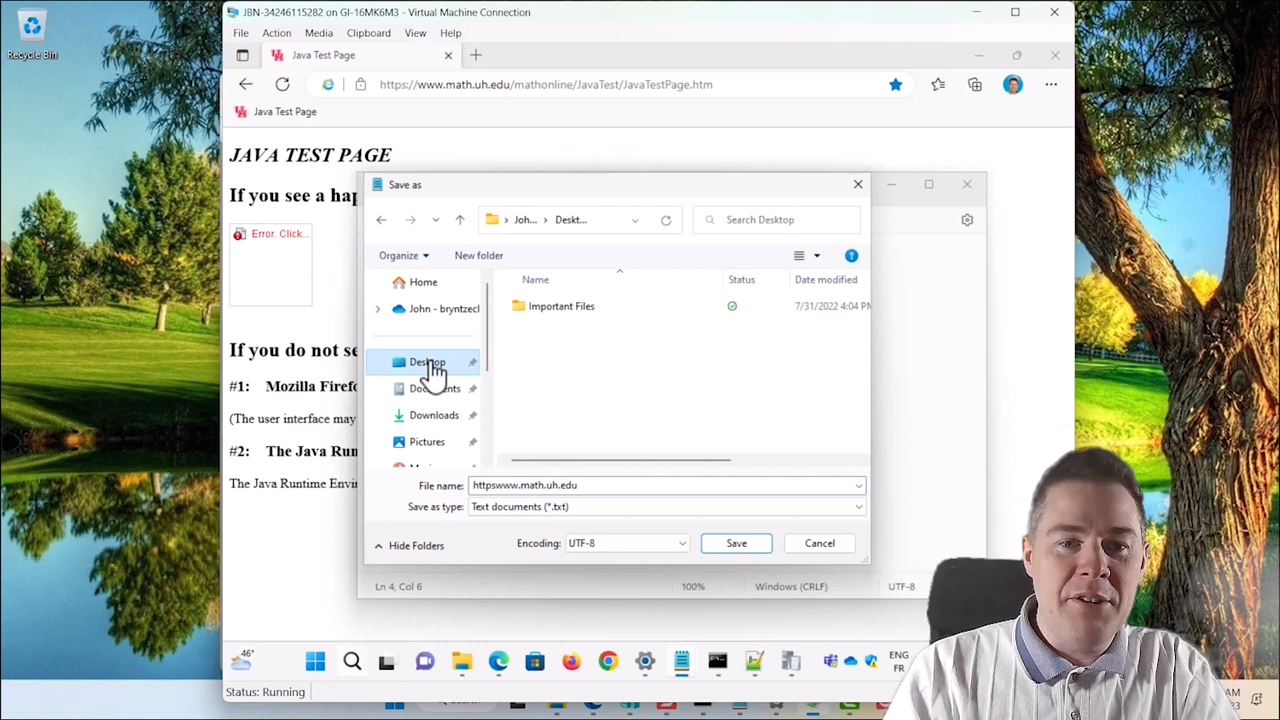 Recycle Bin
JBN-34246115282 on GI-16MK6M3 - Virtual Machine Connection
File Action Media Clipboard View Help
Java Test Page
https://www.math.uh.edu/mathonline/JavaTest/JavaTestPage.htm
Java Test Page
JAVA TEST PAGE
If you see a hap
Error. Click...
If you do not se
#1: Mozilla Firefo
(The user interface may
#2: The Java Run
The Java Runtime Envir
Save as
Joh... > Deskt...
Search Desktop
Organize New folder
Name Status Date modified
Home
John - bryntzecl
Important Files 7/31/2022 4:04 PM
Desktop
Documents
Downloads
Pictures
File name: httpswww.math.uh.edu
Save as type: Text documents (*.txt)
Hide Folders Encoding: UTF-8 Save Cancel
Ln 4, Col 6 100% Windows (CRLF) UTF-8
46°
ENG
FR
Status: Running